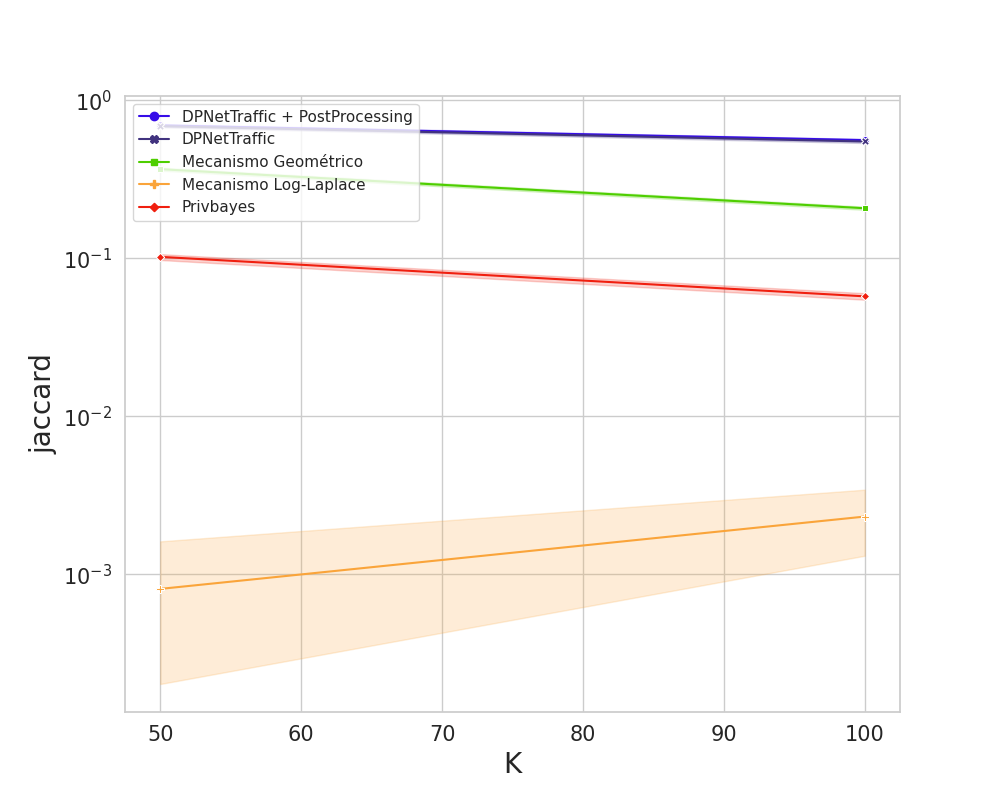 10^0
DPNetTraffic + PostProcessing
DPNetTraffic
Mecanismo Geométrico
Mecanismo Log-Laplace
Privbayes
10^-1
10^-2
10^-3
jaccard
50 60 70 80 90 100
K